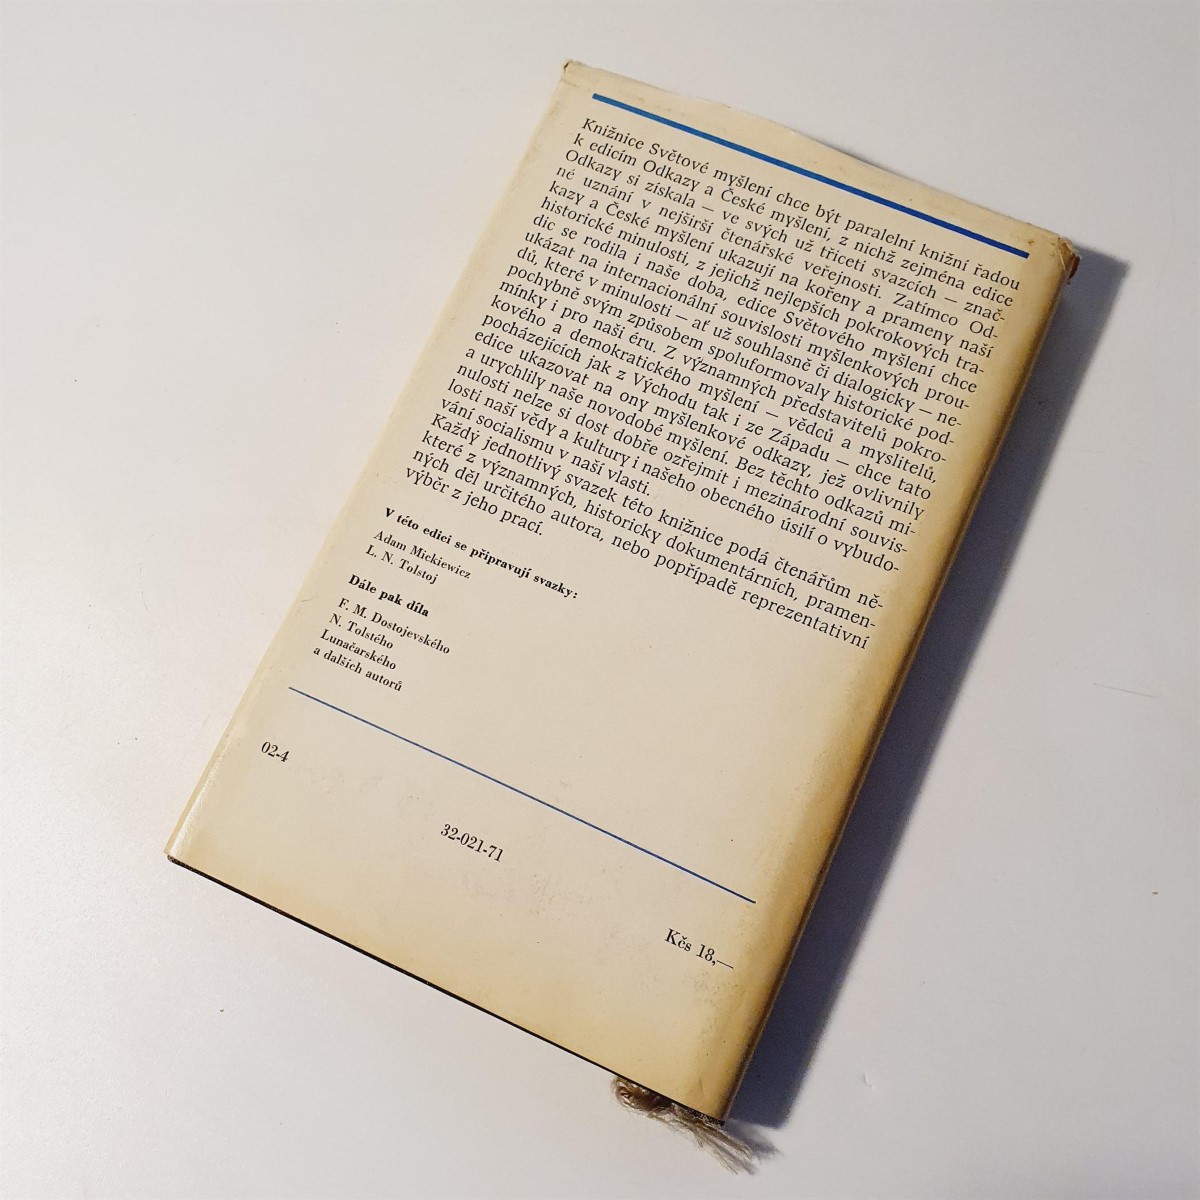 Knižnice Světové myšlení chce být paralelní knižní řadou
k edicím Odkazy a České myšlení, z nichž zejména edice
Odkazy si získala — ve svých už třiceti svazcích — znač-
né uznání v nejširší čtenářské veřejnosti. Zatímco Od-
kazy a České myšlení ukazují na kořeny a prameny naší
historické minulosti, z jejichž nejlepších pokrokových tra-
dic se rodila i naše doba, edice Světového myšlení chce
ukázat na internacionální souvislosti myšlenkových prou-
dů, které v minulosti — ať už souhlasně či dialogicky — ne-
pochybně svým způsobem spoluformovaly historické pod-
mínky i pro naši éru. Z významných představitelů pokro-
kového a demokratického myšlení — vědců a myslitelů,
pocházejících jak z Východu tak i ze Západu — chce tato
edice ukazovat na ony myšlenkové odkazy, jež ovlivnily
a urychlily naše novodobé myšlení. Bez těchto odkazů mi-
nulosti nelze si dost dobře ozřejmit i mezinárodní souvis-
losti naší vědy a kultury i našeho obecného úsilí o vybudo-
vání socialismu v naší vlasti.
Každý jednotlivý svazek této knižnice podá čtenářům ně-
které z významných, historicky dokumentárních, pramen-
ných děl určitého autora, nebo popřípadě reprezentativní
výběr z jeho prací.
V této edici se připravují svazky:
Adam Mickiewicz
L. N. Tolstoj
Dále pak díla
F. M. Dostojevského
N. Tolstého
Lunačarského
a dalších autorů
02-4
32-021-71
Kčs 18,—